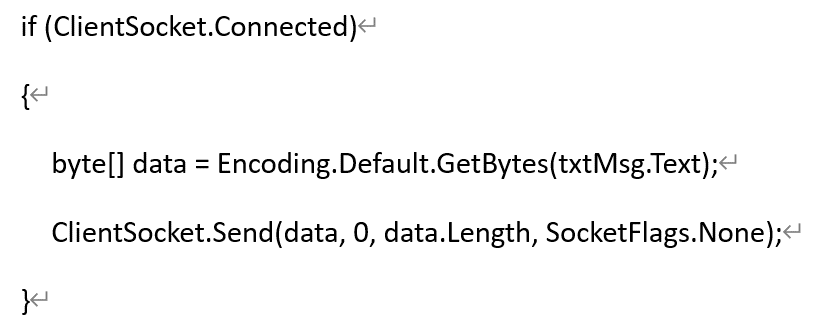 if (ClientSocket.Connected)↵
{↵
byte[] data = Encoding.Default.GetBytes(txtMsg.Text);↵
ClientSocket.Send(data, 0, data.Length, SocketFlags.None);↵
}↵